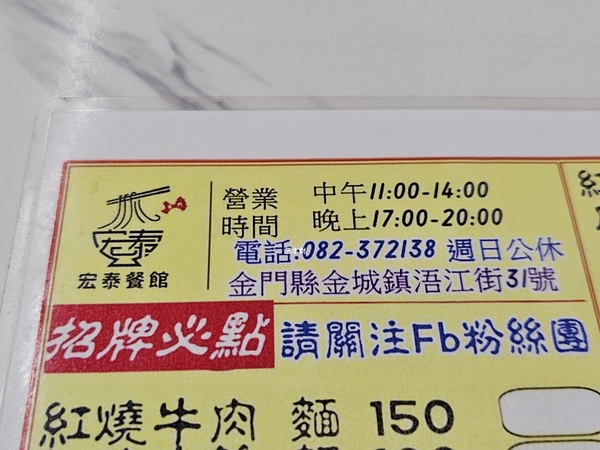 宏泰
宏泰餐館
營業時間
中午11:00-14:00
晚上17:00-20:00
電話:082-372138 週日公休
金門縣金城鎮浯江街31號
招牌必點 請關注Fb粉絲團
紅燒牛肉 麵 150